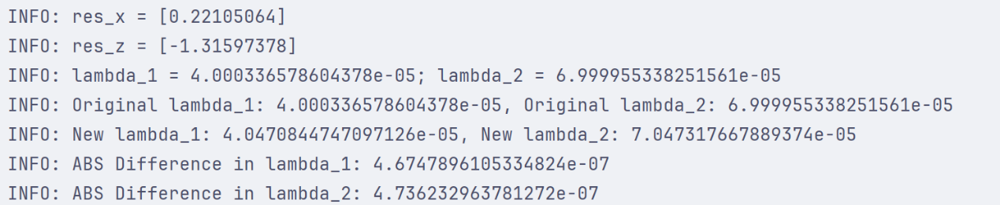 INFO: res_x = [0.22105064]
INFO: res_z = [-1.31597378]
INFO: lambda_1 = 4.000336578604378e-05; lambda_2 = 6.999955338251561e-05
INFO: Original lambda_1: 4.000336578604378e-05, Original lambda_2: 6.999955338251561e-05
INFO: New lambda_1: 4.0470844747097126e-05, New lambda_2: 7.047317667889374e-05
INFO: ABS Difference in lambda_1: 4.6747896105334824e-07
INFO: ABS Difference in lambda_2: 4.736232963781272e-07